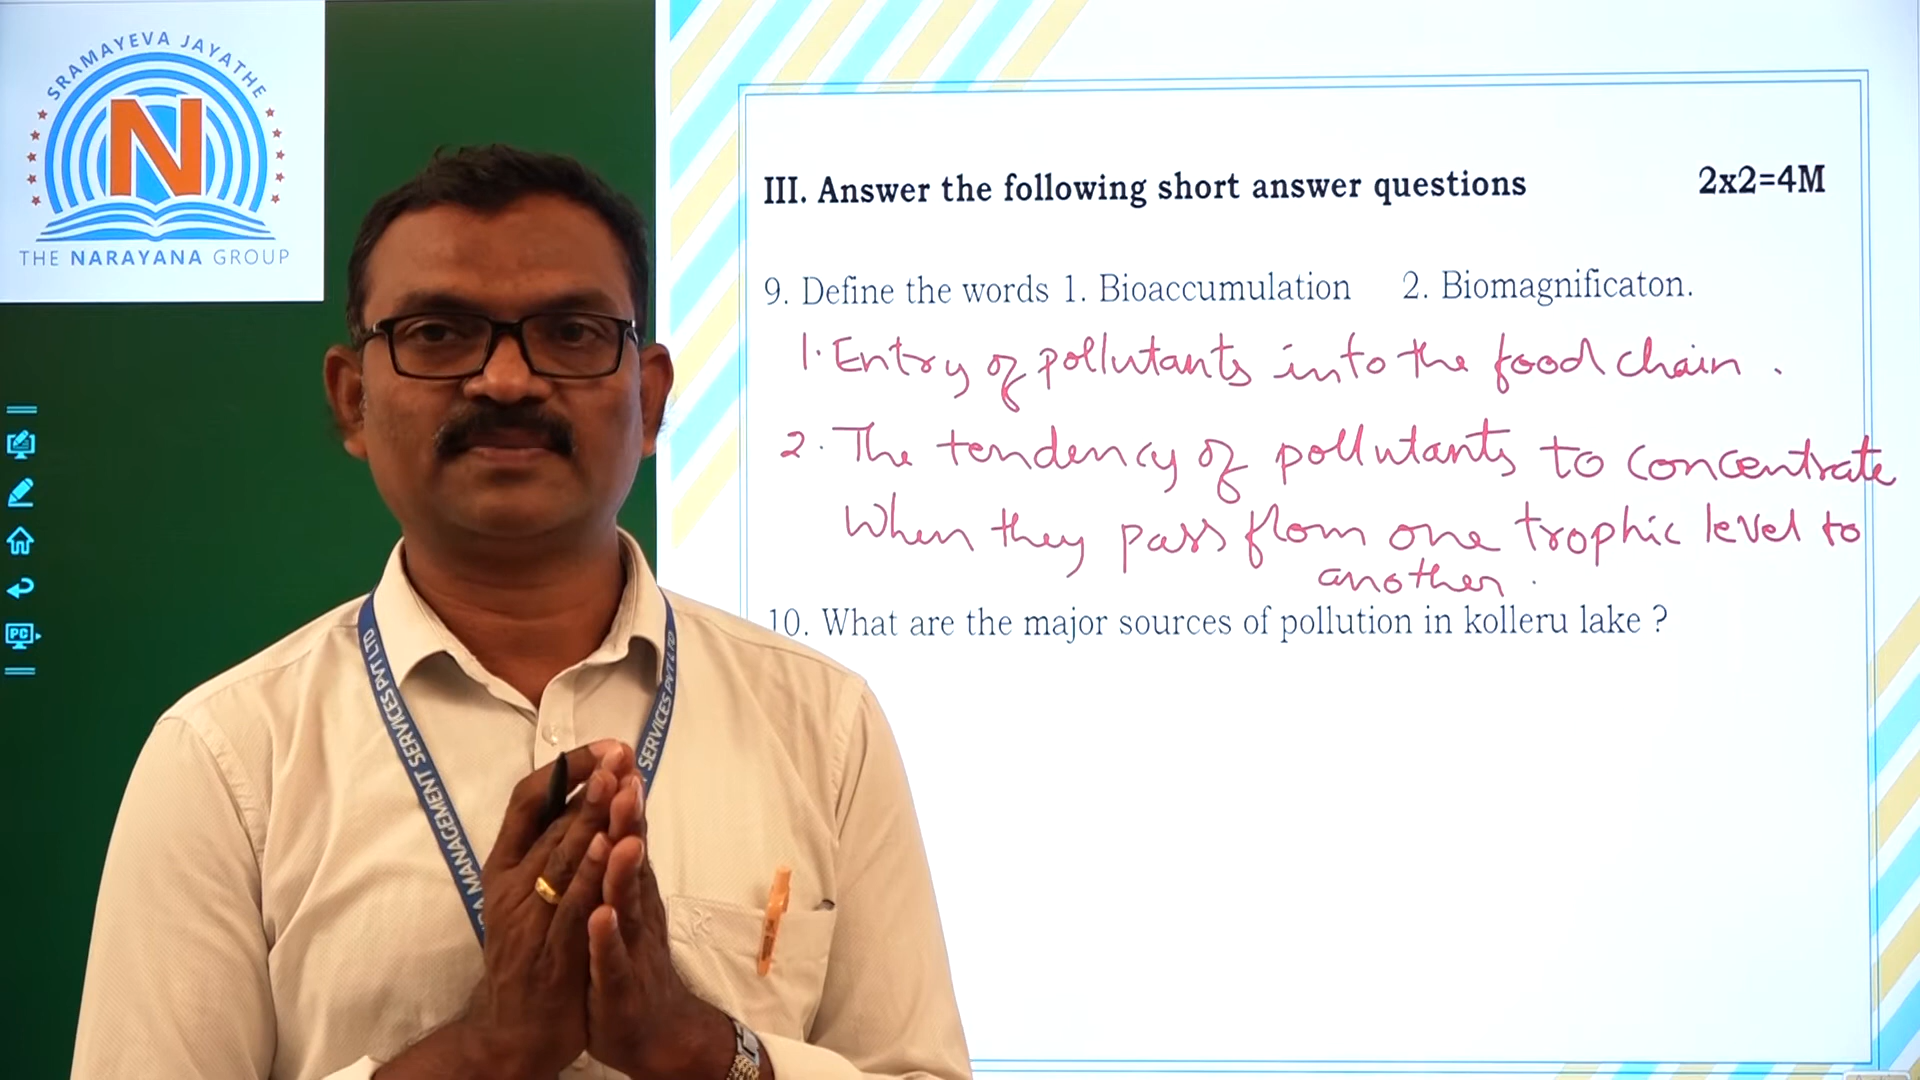 SRAMAYEVA JAYATHE
N
THE NARAYANA GROUP
III. Answer the following short answer questions 2x2=4M
9. Define the words 1. Bioaccumulation 2. Biomagnificaton.
1. Entry of pollutants into the food chain.
2. The tendency of pollutants to concentrate
When they pass from one trophic level to
another.
10. What are the major sources of pollution in kolleru lake ?
PC
MANAGEMENT SERVICES PVT LTD
SERVICES PVT LTD